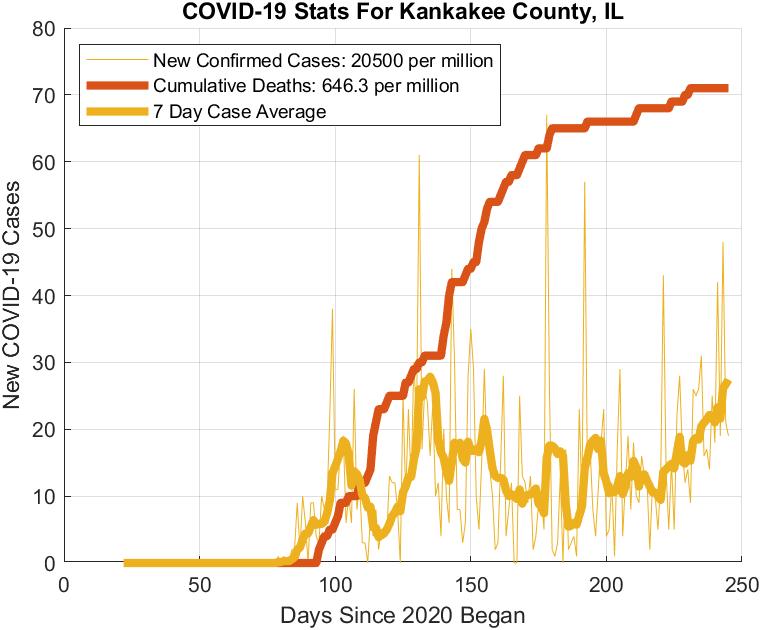 COVID-19 Stats For Kankakee County, IL
New Confirmed Cases: 20500 per million
Cumulative Deaths: 646.3 per million
7 Day Case Average
New COVID-19 Cases
80
70
60
50
40
30
20
10
0
0 50 100 150 200 250
Days Since 2020 Began